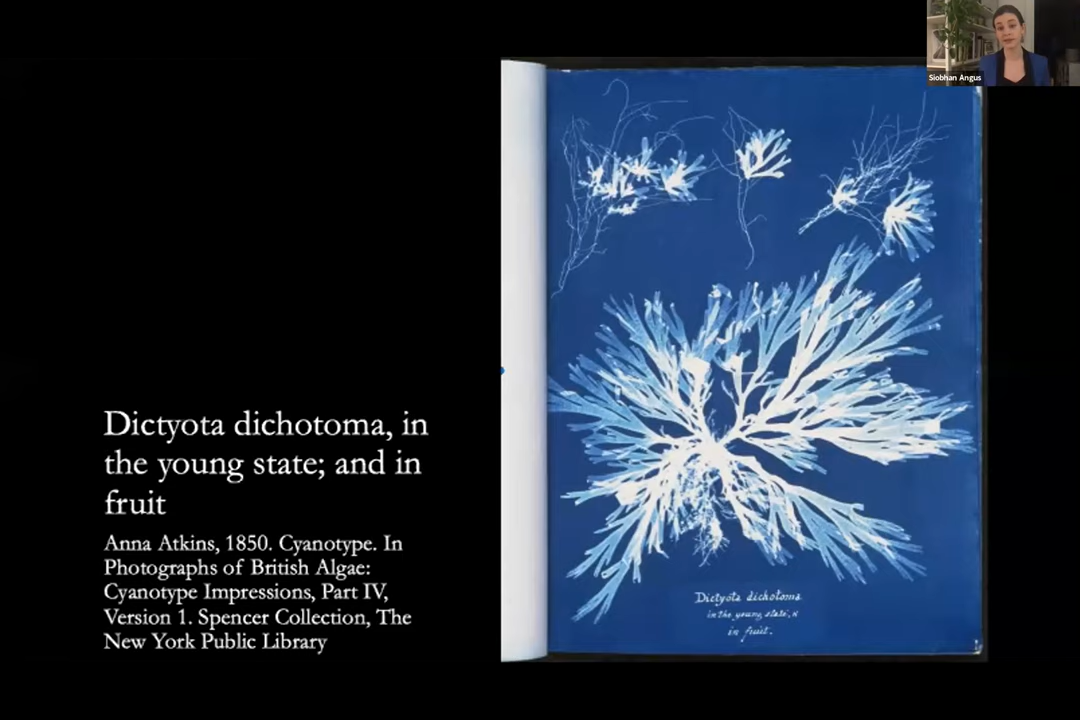 Siobhan Angus
Dictyota dichotoma, in
the young state; and in
fruit
Anna Atkins, 1850. Cyanotype. In
Photographs of British Algae:
Cyanotype Impressions, Part IV,
Version 1. Spencer Collection, The
New York Public Library
Dictyota dichotoma
in the young state, &
in fruit.